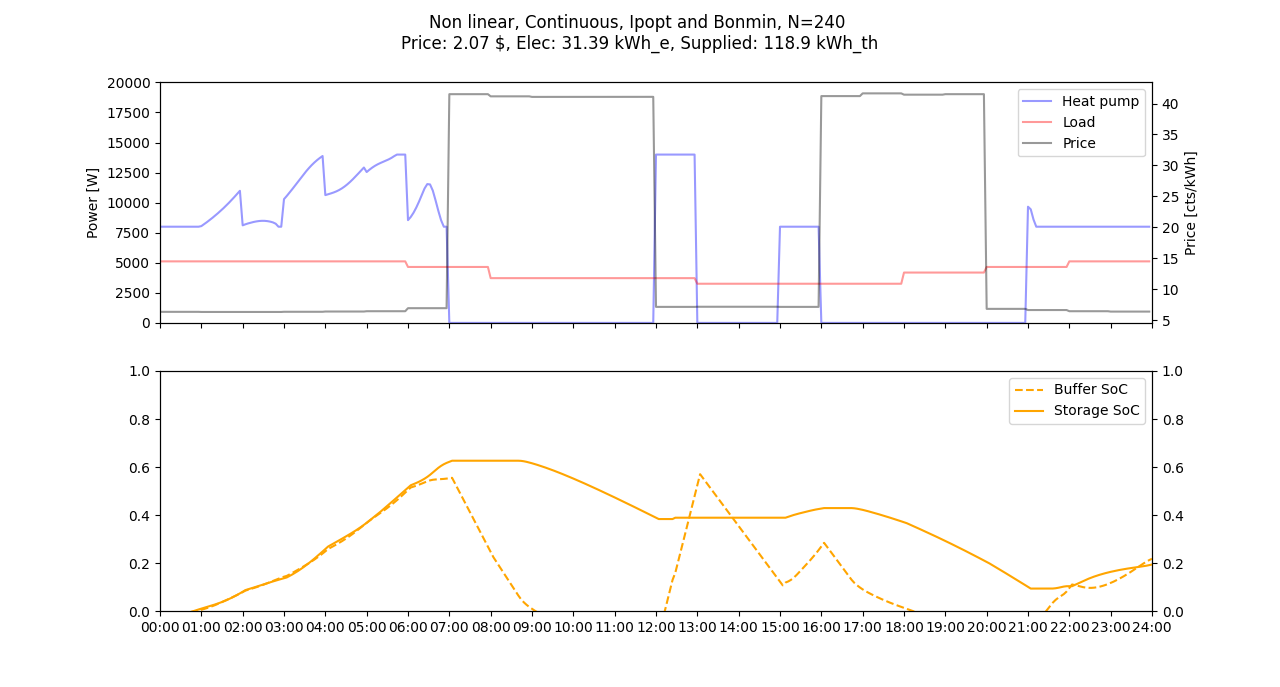 Non linear, Continuous, Ipopt and Bonmin, N=240
Price: 2.07 $, Elec: 31.39 kWh_e, Supplied: 118.9 kWh_th
20000
17500
15000
12500
10000
7500
5000
2500
0
Power [W]
Heat pump
Load
Price
40
35
30
25
20
15
10
5
Price [cts/kWh]
1.0
0.8
0.6
0.4
0.2
0.0
Buffer SoC
Storage SoC
1.0
0.8
0.6
0.4
0.2
0.0
00:00 01:00 02:00 03:00 04:00 05:00 06:00 07:00 08:00 09:00 10:00 11:00 12:00 13:00 14:00 15:00 16:00 17:00 18:00 19:00 20:00 21:00 22:00 23:00 24:00